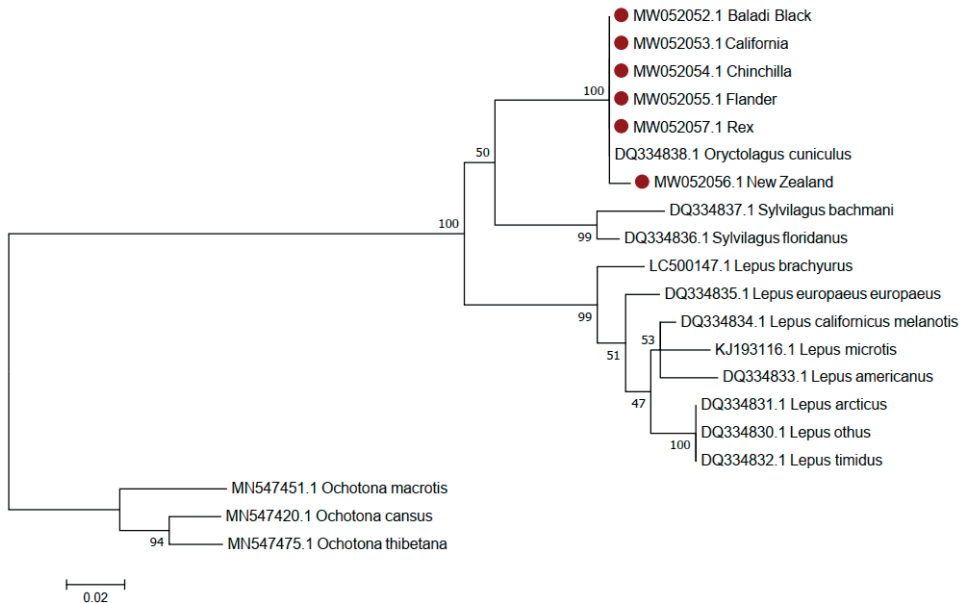 MW052052.1 Baladi Black
MW052053.1 California
MW052054.1 Chinchilla
100
MW052055.1 Flander
MW052057.1 Rex
DQ334838.1 Oryctolagus cuniculus
50
MW052056.1 New Zealand
DQ334837.1 Sylvilagus bachmani
100
99
DQ334836.1 Sylvilagus floridanus
LC500147.1 Lepus brachyurus
DQ334835.1 Lepus europaeus europaeus
99
DQ334834.1 Lepus californicus melanotis
53
KJ193116.1 Lepus microtis
51
DQ334833.1 Lepus americanus
47
DQ334831.1 Lepus arcticus
DQ334830.1 Lepus othus
100
DQ334832.1 Lepus timidus
MN547451.1 Ochotona macrotis
MN547420.1 Ochotona cansus
94
MN547475.1 Ochotona thibetana
0.02